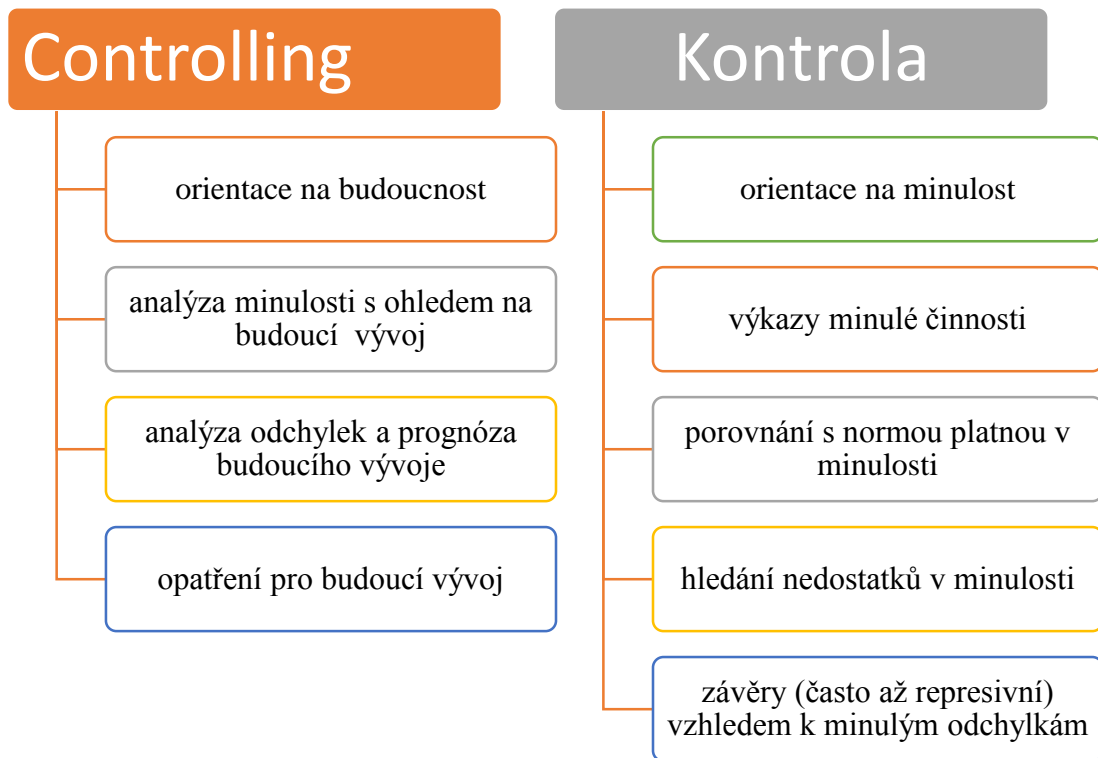 Controlling
orientace na budoucnost
analýza minulosti s ohledem na
budoucí vývoj
analýza odchylek a prognóza
budoucího vývoje
opatření pro budoucí vývoj
Kontrola
orientace na minulost
výkazy minulé činnosti
porovnání s normou platnou v
minulosti
hledání nedostatků v minulosti
závěry (často až represivní)
vzhledem k minulým odchylkám